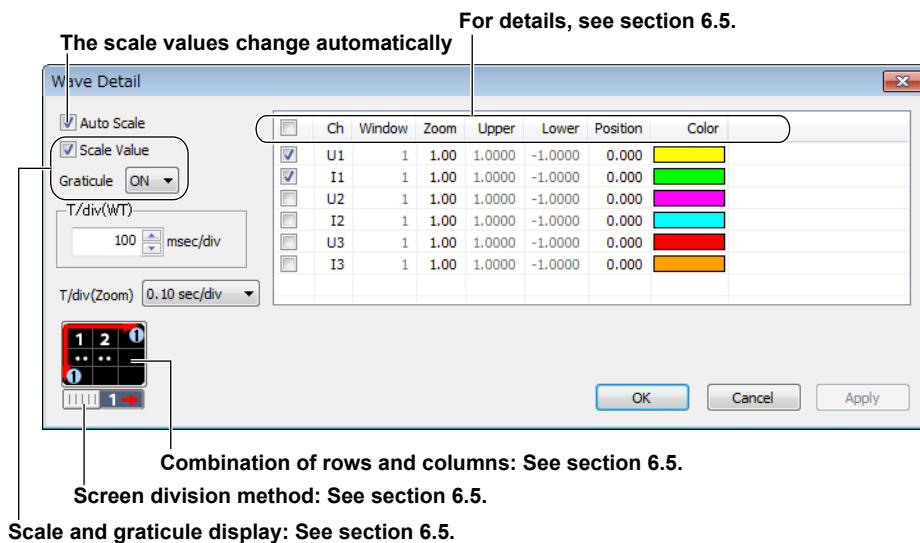 For details, see section 6.5.
The scale values change automatically
Wave Detail
Auto Scale
Scale Value
Graticule ON
T/div(WT)
100 msec/div
T/div(Zoom) 0.10 sec/div
Ch Window Zoom Upper Lower Position Color
U1 1 1.00 1.0000 -1.0000 0.000
I1 1 1.00 1.0000 -1.0000 0.000
U2 1 1.00 1.0000 -1.0000 0.000
I2 1 1.00 1.0000 -1.0000 0.000
U3 1 1.00 1.0000 -1.0000 0.000
I3 1 1.00 1.0000 -1.0000 0.000
1 2 1
1
1
OK Cancel Apply
Combination of rows and columns: See section 6.5.
Screen division method: See section 6.5.
Scale and graticule display: See section 6.5.